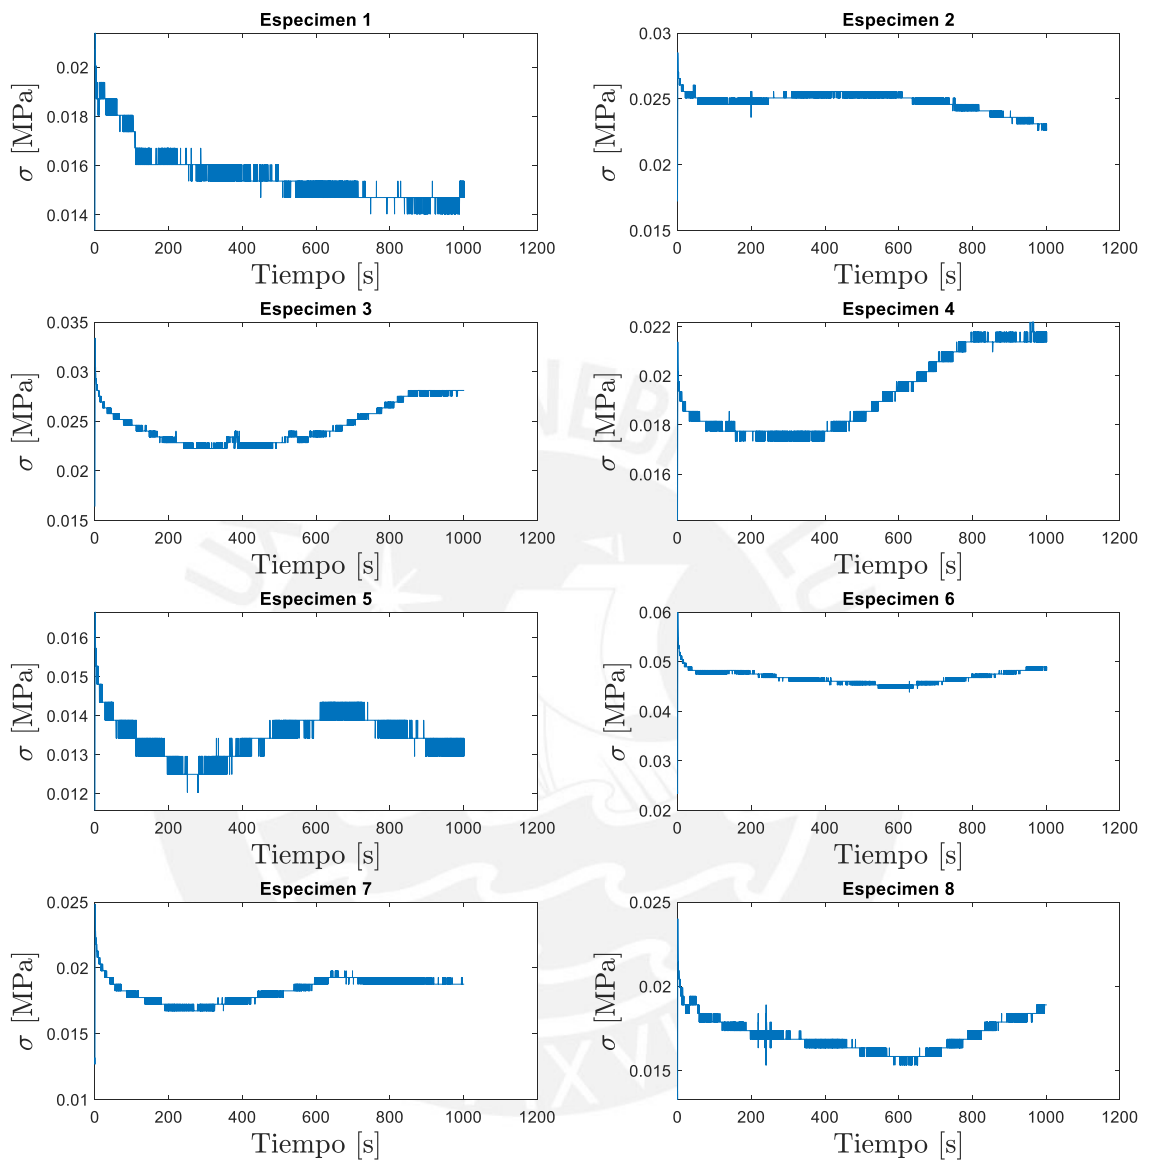 Especimen 1
0.02
0.018
0.016
0.014
σ [MPa]
0 200 400 600 800 1000 1200
Tiempo [s]
Especimen 2
0.03
0.025
0.02
0.015
σ [MPa]
0 200 400 600 800 1000 1200
Tiempo [s]
Especimen 3
0.035
0.03
0.025
0.02
0.015
σ [MPa]
0 200 400 600 800 1000 1200
Tiempo [s]
Especimen 4
0.022
0.02
0.018
0.016
σ [MPa]
0 200 400 600 800 1000 1200
Tiempo [s]
Especimen 5
0.016
0.015
0.014
0.013
0.012
σ [MPa]
0 200 400 600 800 1000 1200
Tiempo [s]
Especimen 6
0.06
0.05
0.04
0.03
0.02
σ [MPa]
0 200 400 600 800 1000 1200
Tiempo [s]
Especimen 7
0.025
0.02
0.015
0.01
σ [MPa]
0 200 400 600 800 1000 1200
Tiempo [s]
Especimen 8
0.025
0.02
0.015
σ [MPa]
0 200 400 600 800 1000 1200
Tiempo [s]